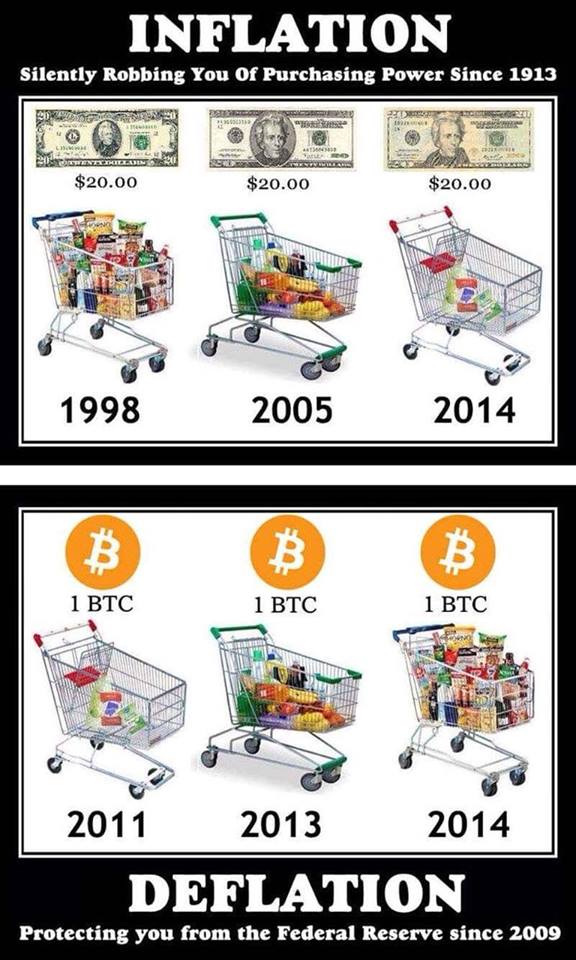 INFLATION
Silently Robbing You Of Purchasing Power Since 1913
$20.00 $20.00 $20.00
1998 2005 2014
1 BTC 1 BTC 1 BTC
2011 2013 2014
DEFLATION
Protecting you from the Federal Reserve since 2009